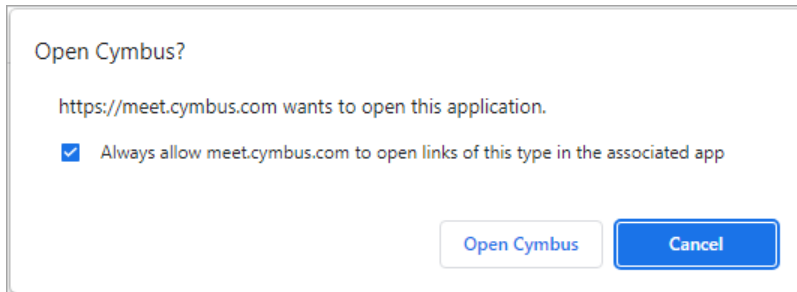 Open Cymbus?
https://meet.cymbus.com wants to open this application.
Always allow meet.cymbus.com to open links of this type in the associated app
Open Cymbus Cancel